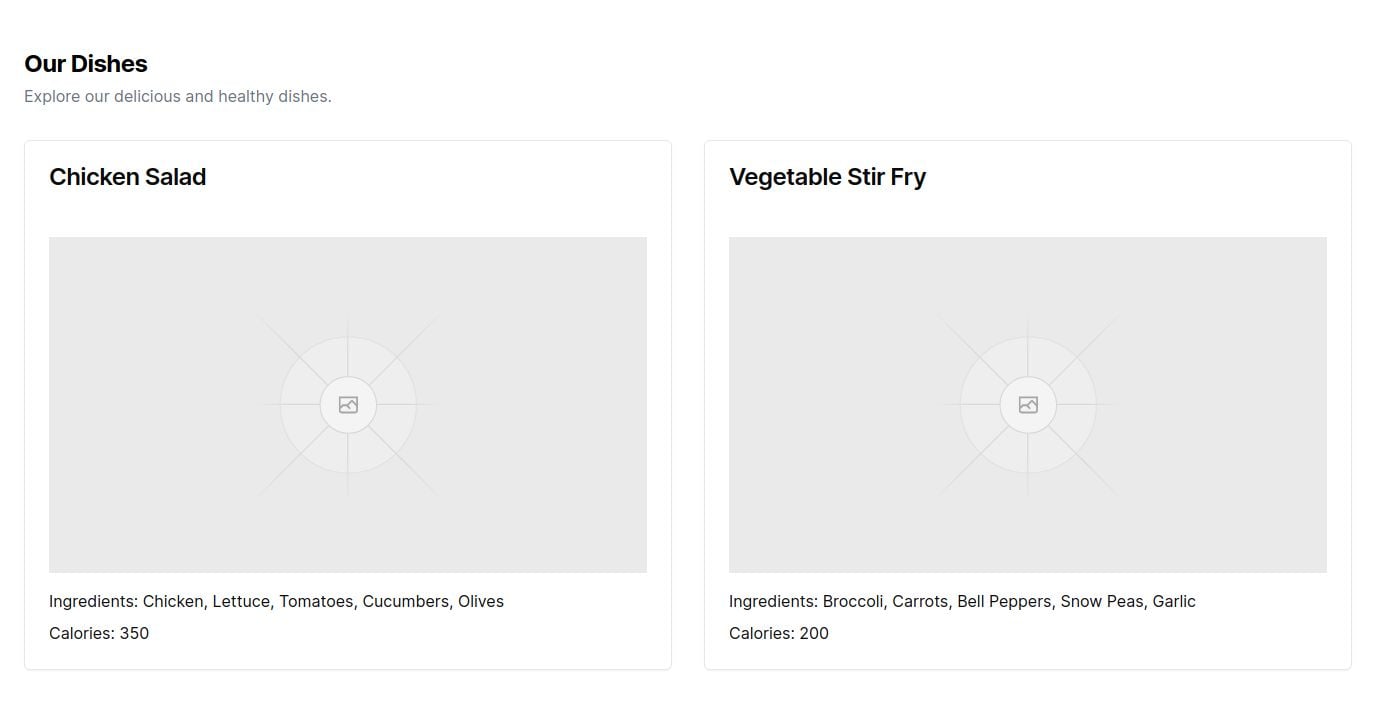 Our Dishes
Explore our delicious and healthy dishes.
Chicken Salad
Ingredients: Chicken, Lettuce, Tomatoes, Cucumbers, Olives
Calories: 350
Vegetable Stir Fry
Ingredients: Broccoli, Carrots, Bell Peppers, Snow Peas, Garlic
Calories: 200